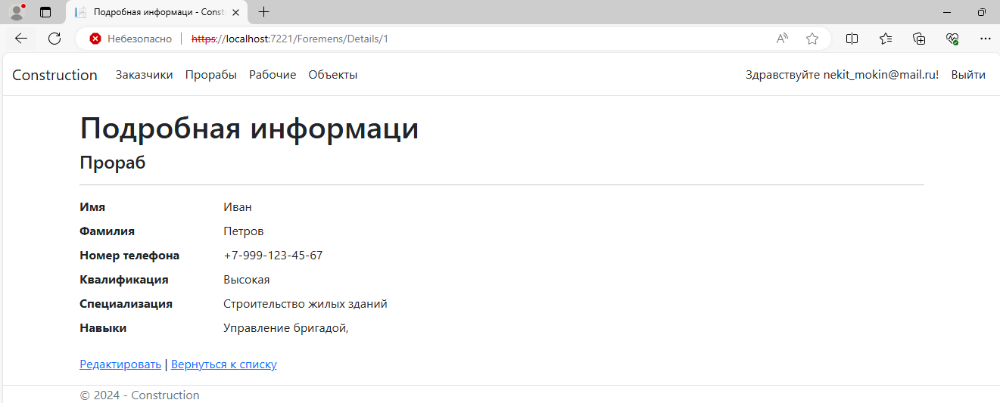 Подробная информаци - Const
Небезопасно https://localhost:7221/Foremens/Details/1
Construction Заказчики Прорабы Рабочие Объекты Здравствуйте nekit_mokin@mail.ru! Выйти
Подробная информаци
Прораб
Имя Иван
Фамилия Петров
Номер телефона +7-999-123-45-67
Квалификация Высокая
Специализация Строительство жилых зданий
Навыки Управление бригадой,
Редактировать | Вернуться к списку
© 2024 - Construction